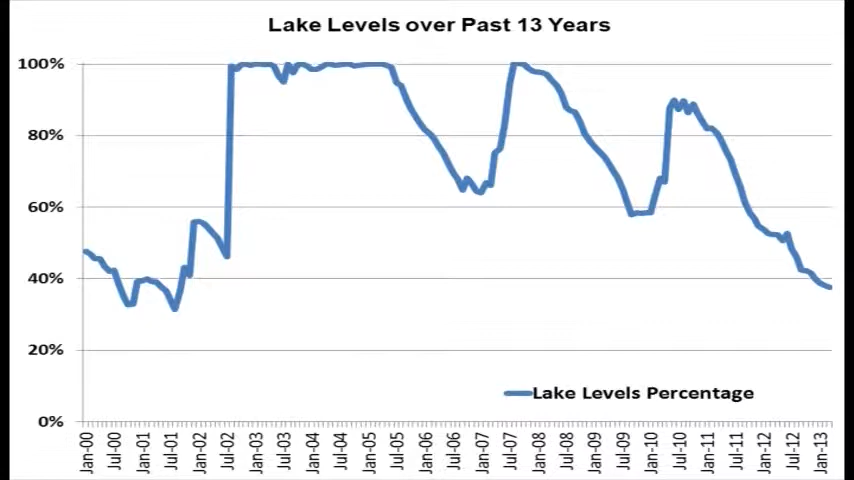 Lake Levels over Past 13 Years
100%
80%
60%
40%
20%
0%
Lake Levels Percentage
Jan-00
Jul-00
Jan-01
Jul-01
Jan-02
Jul-02
Jan-03
Jul-03
Jan-04
Jul-04
Jan-05
Jul-05
Jan-06
Jul-06
Jan-07
Jul-07
Jan-08
Jul-08
Jan-09
Jul-09
Jan-10
Jul-10
Jan-11
Jul-11
Jan-12
Jul-12
Jan-13